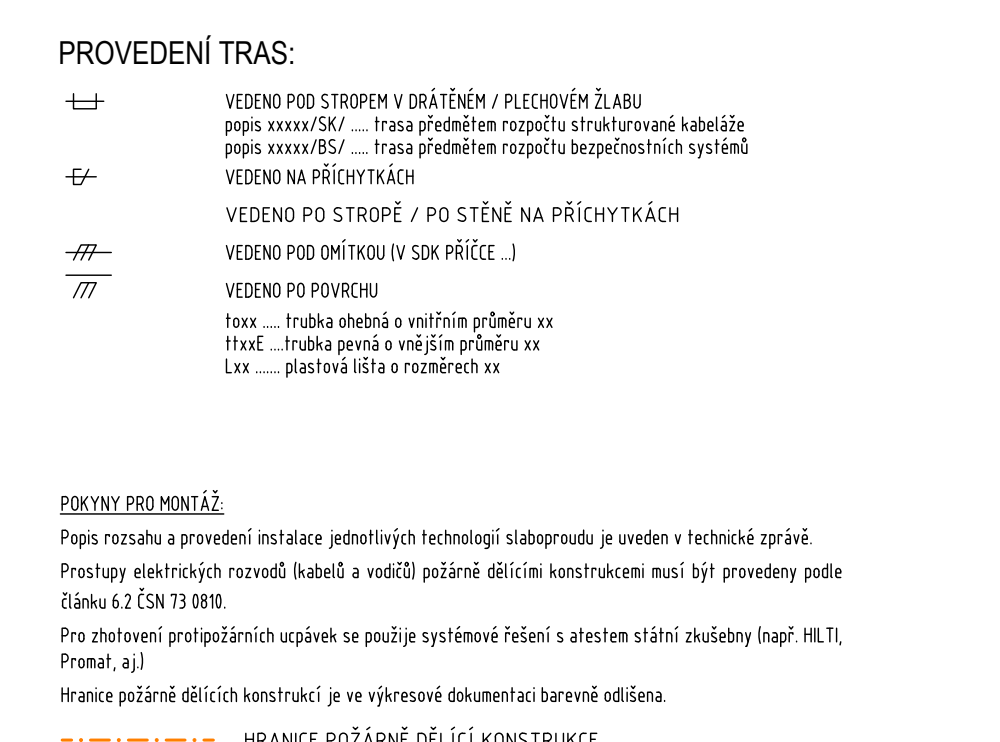 PROVEDENÍ TRAS:
VEDENO POD STROPEM V DRÁTĚNÉM / PLECHOVÉM ŽLABU
popis xxxxx/SK/ ..... trasa předmětem rozpočtu strukturované kabeláže
popis xxxxx/BS/ ..... trasa předmětem rozpočtu bezpečnostních systémů
VEDENO NA PŘÍCHYTKÁCH
VEDENO PO STROPĚ / PO STĚNĚ NA PŘÍCHYTKÁCH
VEDENO POD OMÍTKOU (V SDK PŘÍČCE ...)
VEDENO PO POVRCHU
toxx ..... trubka ohebná o vnitřním průměru xx
ttxxE ....trubka pevná o vnějším průměru xx
Lxx ....... plastová lišta o rozměrech xx
POKYNY PRO MONTÁŽ:
Popis rozsahu a provedení instalace jednotlivých technologií slaboproudu je uveden v technické zprávě.
Prostupy elektrických rozvodů (kabelů a vodičů) požárně dělícími konstrukcemi musí být provedeny podle
článku 6.2 ČSN 73 0810.
Pro zhotovení protipožárních ucpávek se použije systémové řešení s atestem státní zkušebny (např. HILTI,
Promat, aj.)
Hranice požárně dělících konstrukcí je ve výkresové dokumentaci barevně odlišena.
HRANICE POŽÁRNĚ DĚLÍCÍ KONSTRUKCE